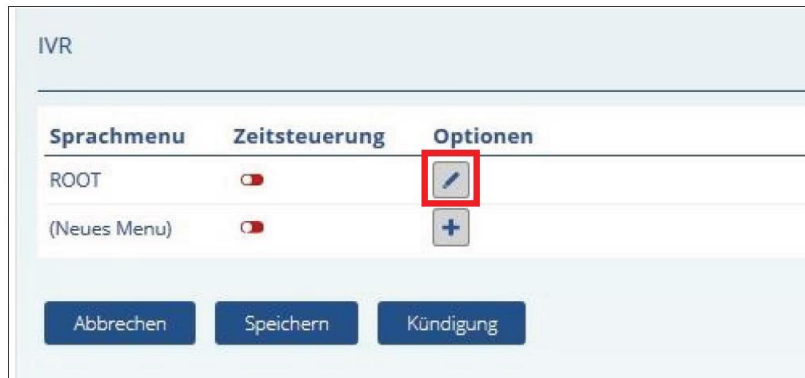 IVR
Sprachmenu Zeitsteuerung Optionen
ROOT
(Neues Menu)
Abbrechen Speichern Kündigung